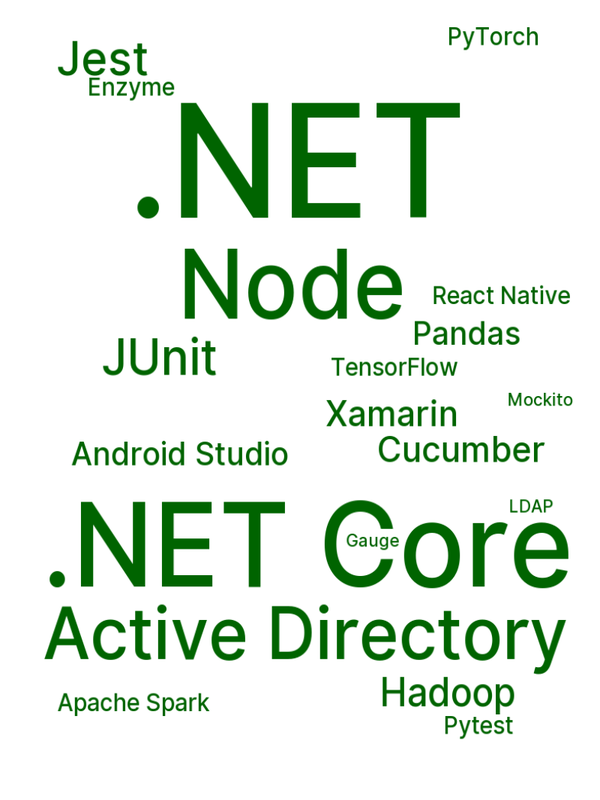 PyTorch
Jest
Enzyme
.NET
Node
React Native
Pandas
JUnit
TensorFlow
Mockito
Xamarin
Cucumber
Android Studio
LDAP
.NET Core
Gauge
Active Directory
Hadoop
Apache Spark
Pytest